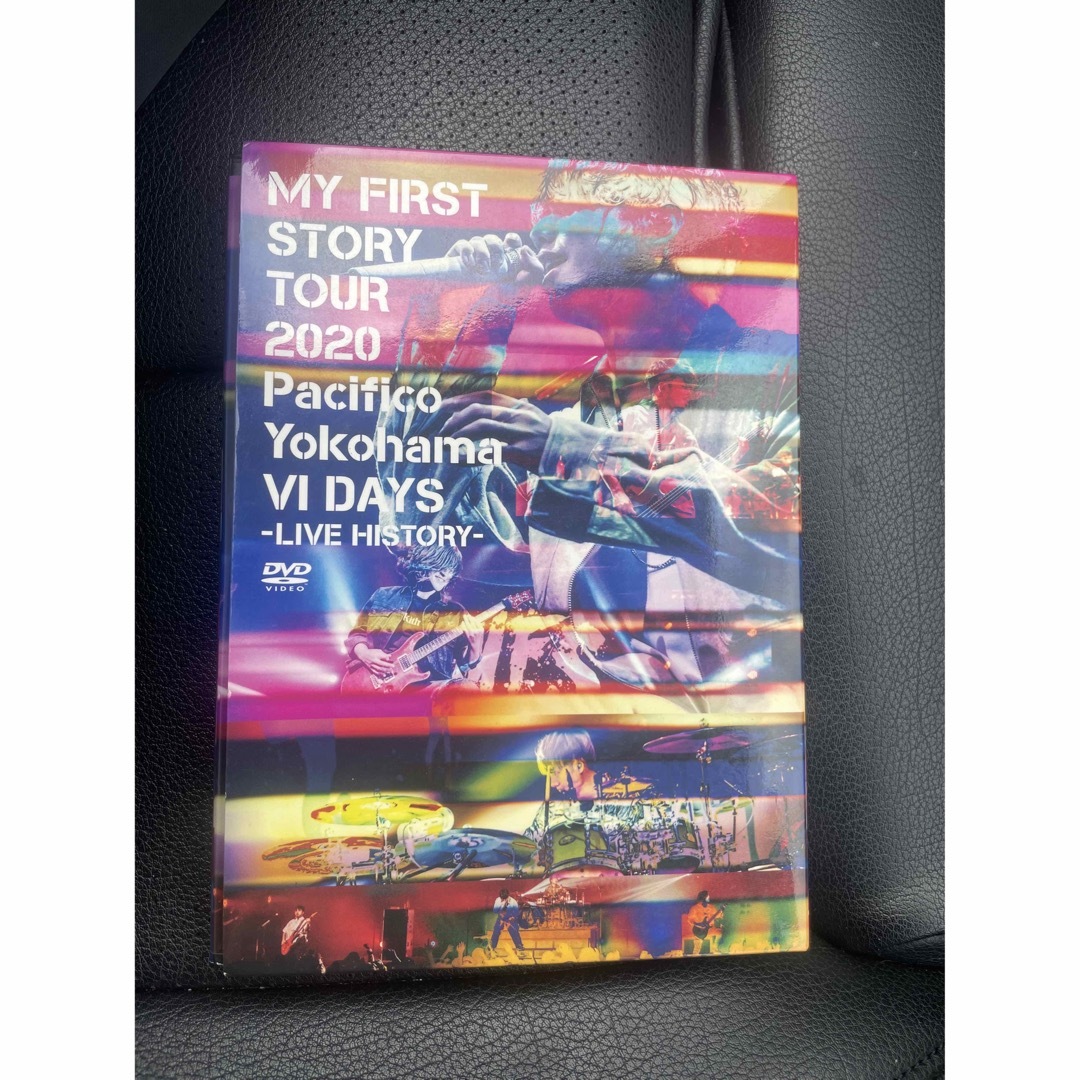 MY FIRST
STORY
TOUR
2020
Pacifico
Yokohama
VI DAYS
-LIVE HISTORY-
DVD
VIDEO